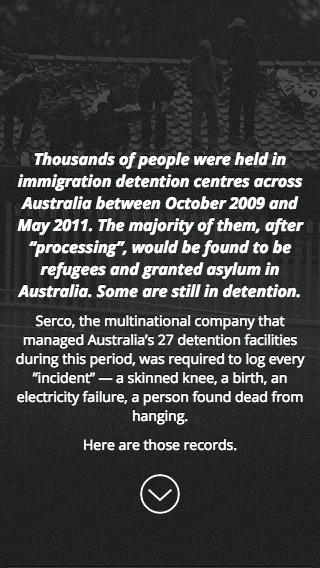 Thousands of people were held in
immigration detention centres across
Australia between October 2009 and
May 2011. The majority of them, after
“processing”, would be found to be
refugees and granted asylum in
Australia. Some are still in detention.
Serco, the multinational company that
managed Australia’s 27 detention facilities
during this period, was required to log every
“incident” — a skinned knee, a birth, an
electricity failure, a person found dead from
hanging.
Here are those records.